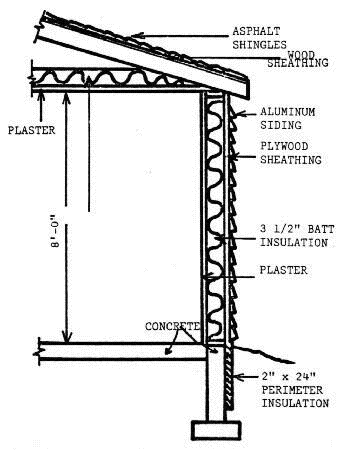 ASPHALT
SHINGLES
WOOD
SHEATHING
ALUMINUM
SIDING
PLASTER
PLYWOOD
SHEATHING
8'-0"
3 1/2" BATT
INSULATION
PLASTER
CONCRETE
2" x 24"
PERIMETER
INSULATION